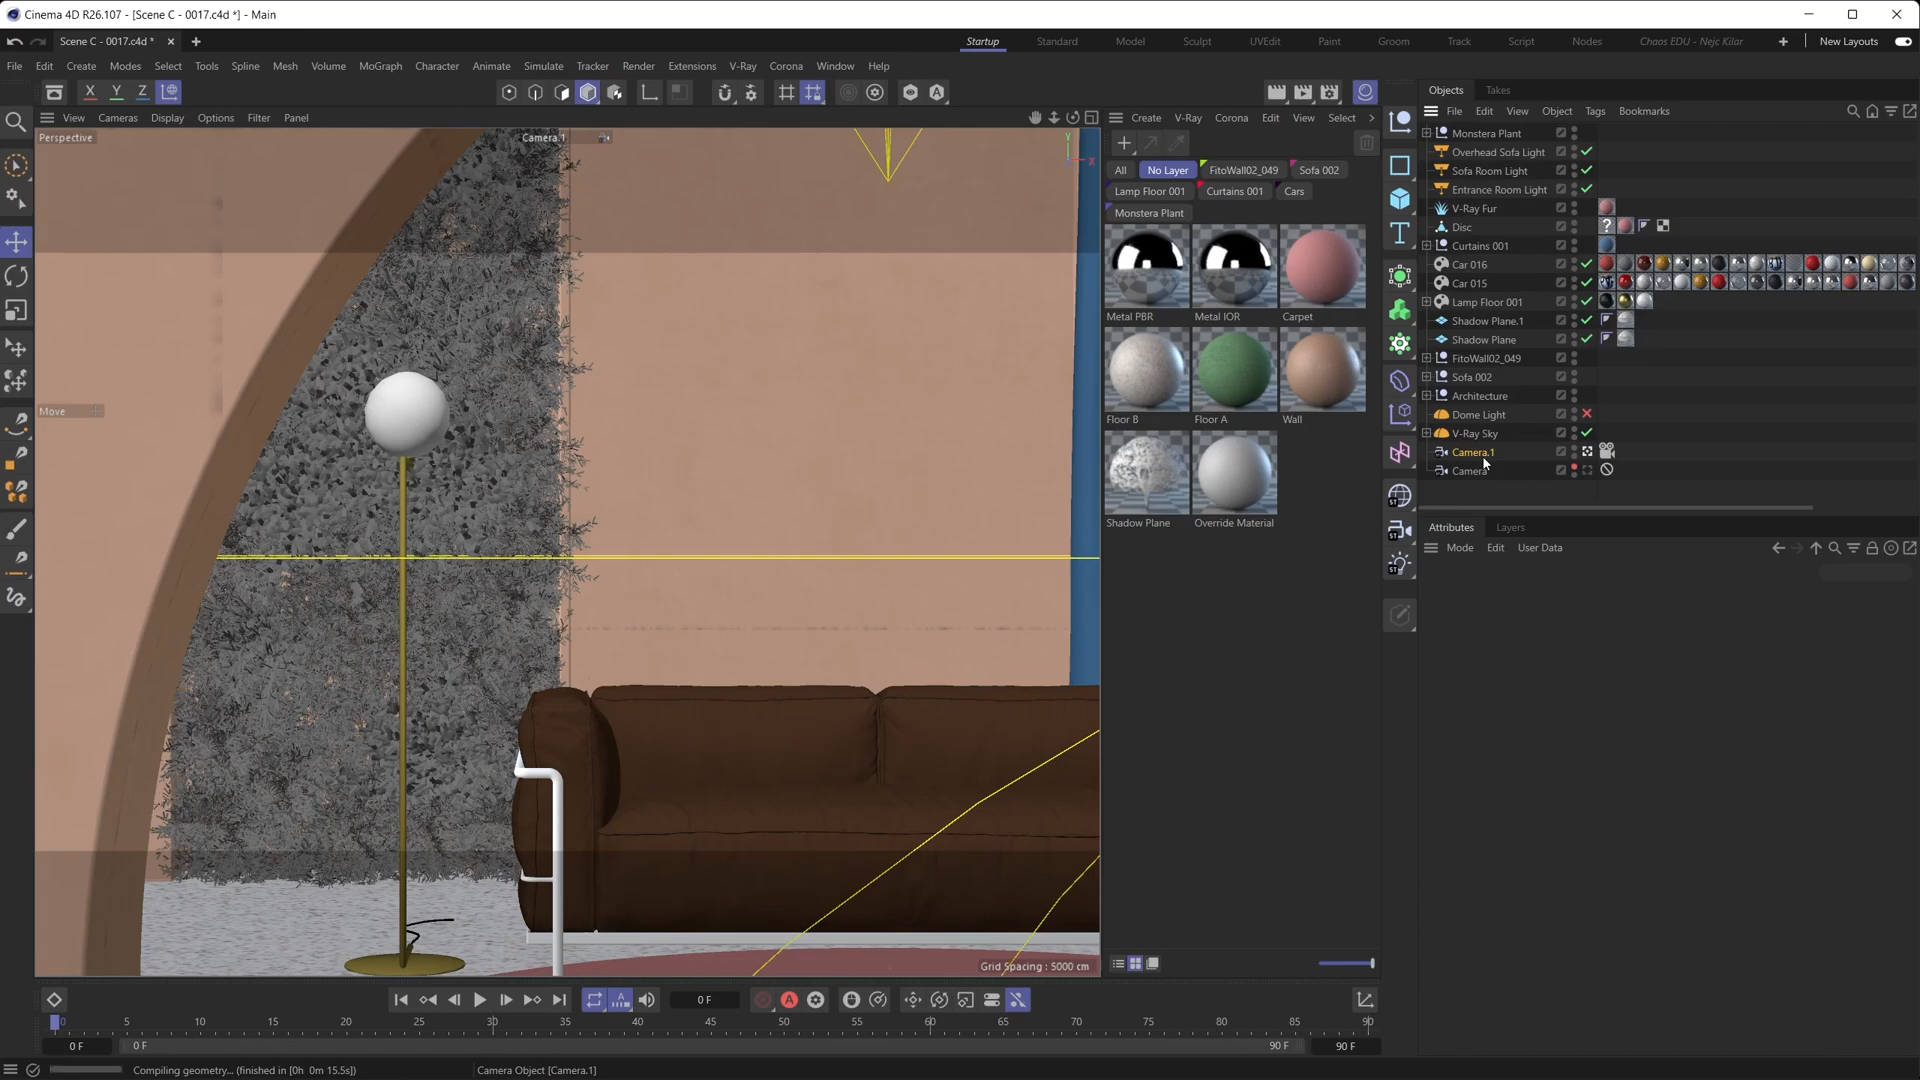 Cinema 4D R26.107 - [Scene C - 0017.c4d *] - Main
Scene C - 0017.c4d *
Startup Standard Model Sculpt UVEdit Paint Groom Track Script Nodes Chaos EDU - Nejc Kilar New Layouts
File Edit Create Modes Select Tools Spline Mesh Volume MoGraph Character Animate Simulate Tracker Render Extensions V-Ray Corona Window Help
X Y Z
View Cameras Display Options Filter Panel
Perspective
Camera.1
Y
X
Move
Grid Spacing : 5000 cm
Create V-Ray Corona Edit View Select
All No Layer FitoWall02_049 Sofa 002
Lamp Floor 001 Curtains 001 Cars
Monstera Plant
Metal PBR Metal IOR Carpet
Floor B Floor A Wall
Shadow Plane Override Material
Objects Takes
File Edit View Object Tags Bookmarks
Monstera Plant
Overhead Sofa Light
Sofa Room Light
Entrance Room Light
V-Ray Fur
Disc
Curtains 001
Car 016
Car 015
Lamp Floor 001
Shadow Plane.1
Shadow Plane
FitoWall02_049
Sofa 002
Architecture
Dome Light
V-Ray Sky
Camera.1
Camera
Attributes Layers
Mode Edit User Data
0 F
0 5 10 15 20 25 30 35 40 45 50 55 60 65 70 75 80 85 90
0 F 0 F 90 F 90 F
Compiling geometry... (finished in [0h 0m 15.5s])
Camera Object [Camera.1]